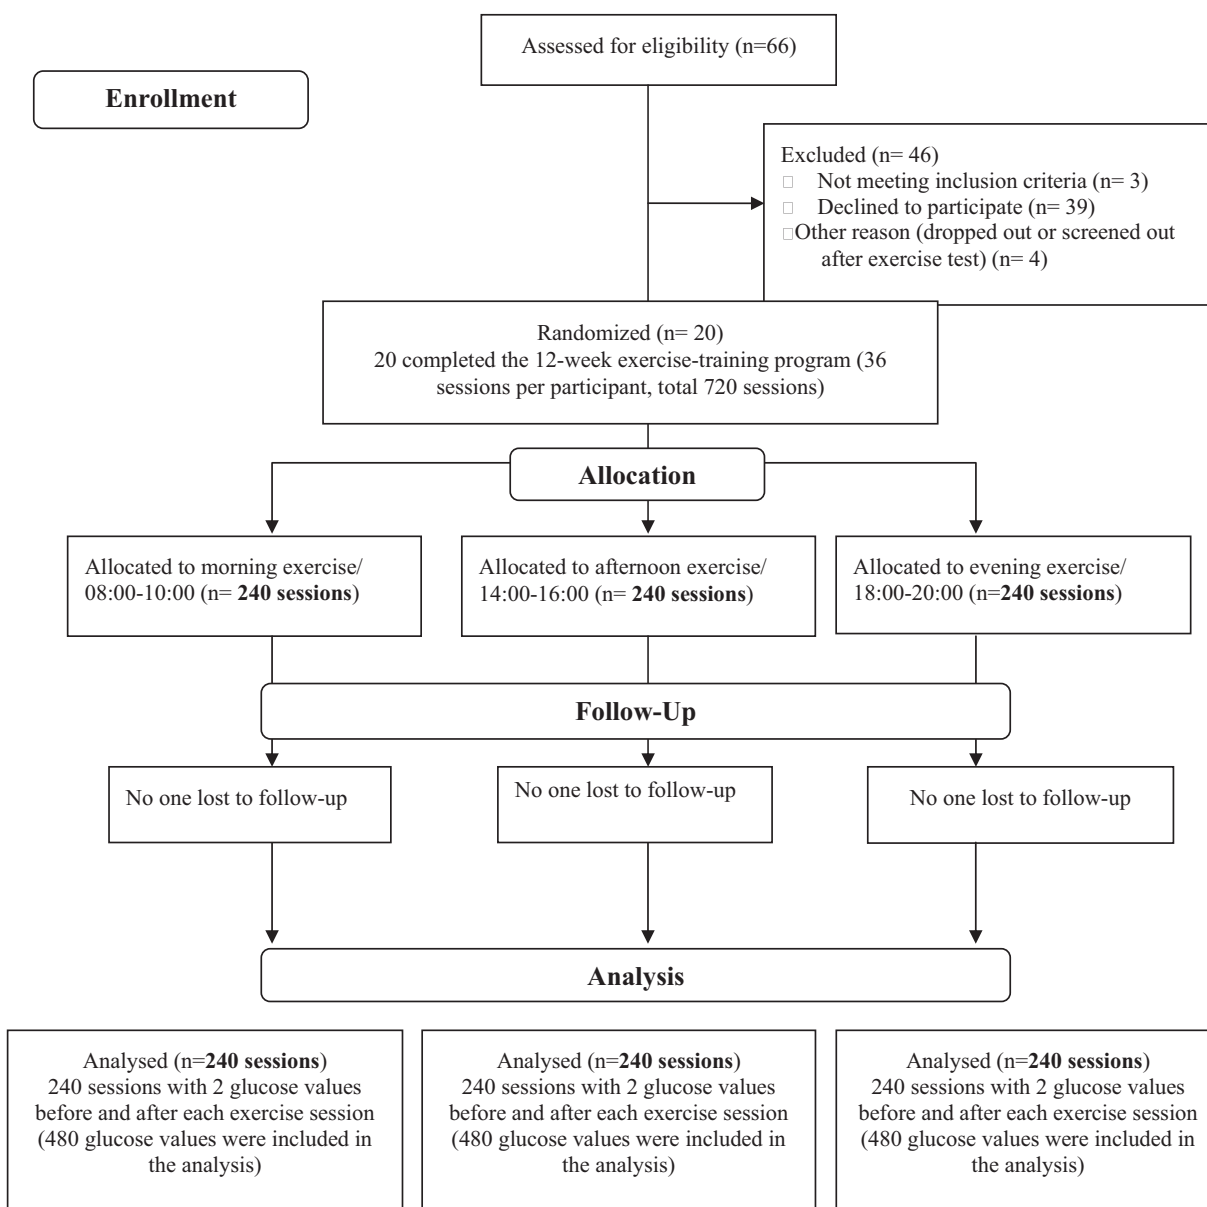 Assessed for eligibility (n=66)
Enrollment
Excluded (n= 46)
Not meeting inclusion criteria (n= 3)
Declined to participate (n= 39)
Other reason (dropped out or screened out
after exercise test) (n= 4)
Randomized (n= 20)
20 completed the 12-week exercise-training program (36
sessions per participant, total 720 sessions)
Allocation
Allocated to morning exercise/
08:00-10:00 (n= 240 sessions)
Allocated to afternoon exercise/
14:00-16:00 (n= 240 sessions)
Allocated to evening exercise/
18:00-20:00 (n=240 sessions)
Follow-Up
No one lost to follow-up
No one lost to follow-up
No one lost to follow-up
Analysis
Analysed (n=240 sessions)
240 sessions with 2 glucose values
before and after each exercise session
(480 glucose values were included in
the analysis)
Analysed (n=240 sessions)
240 sessions with 2 glucose values
before and after each exercise session
(480 glucose values were included in
the analysis)
Analysed (n=240 sessions)
240 sessions with 2 glucose values
before and after each exercise session
(480 glucose values were included in
the analysis)